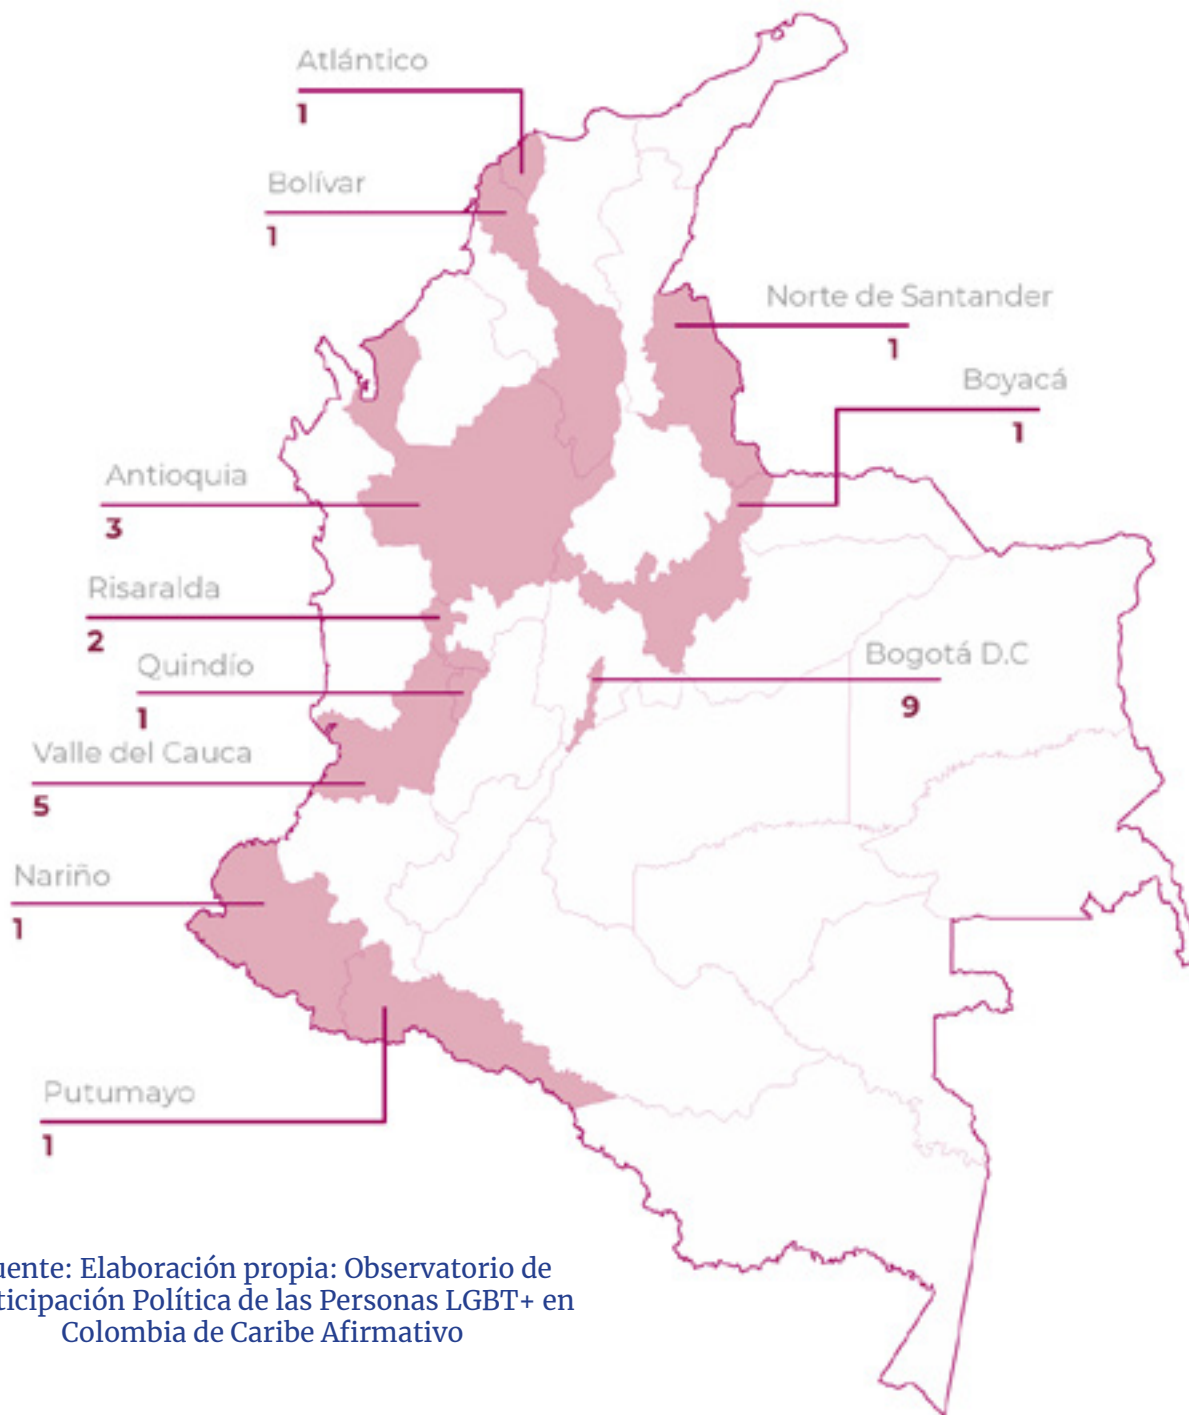 Atlántico
1
Bolívar
1
Norte de Santander
1
Boyacá
1
Antioquia
3
Risaralda
2
Quindío
1
Bogotá D.C
9
Valle del Cauca
5
Nariño
1
Putumayo
1
uente: Elaboración propia: Observatorio de
ticipación Política de las Personas LGBT+ en
Colombia de Caribe Afirmativo